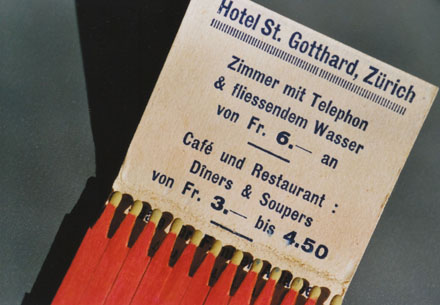 Hotel St. Gotthard, Zürich
Zimmer mit Telephon
& fliessendem Wasser
von Fr. 6.— an
Café und Restaurant :
Dîners & Soupers
von Fr. 3.— bis 4.50